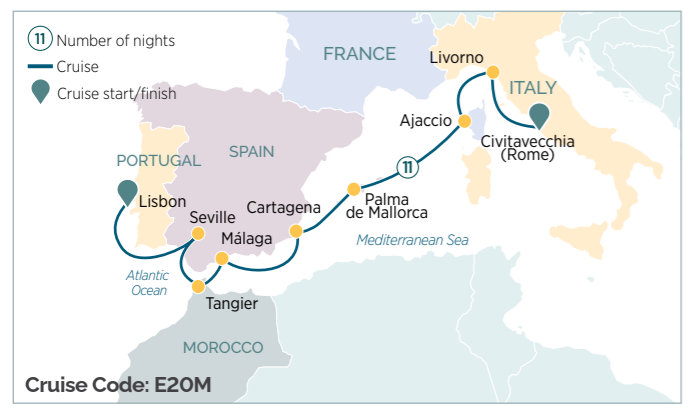 11 Number of nights
Cruise
Cruise start/finish
FRANCE
Livorno
ITALY
Ajaccio
Civitavecchia
(Rome)
PORTUGAL
SPAIN
11
Lisbon
Seville
Cartagena
Palma
de Mallorca
Málaga
Mediterranean Sea
Atlantic
Ocean
Tangier
MOROCCO
Cruise Code: E20M